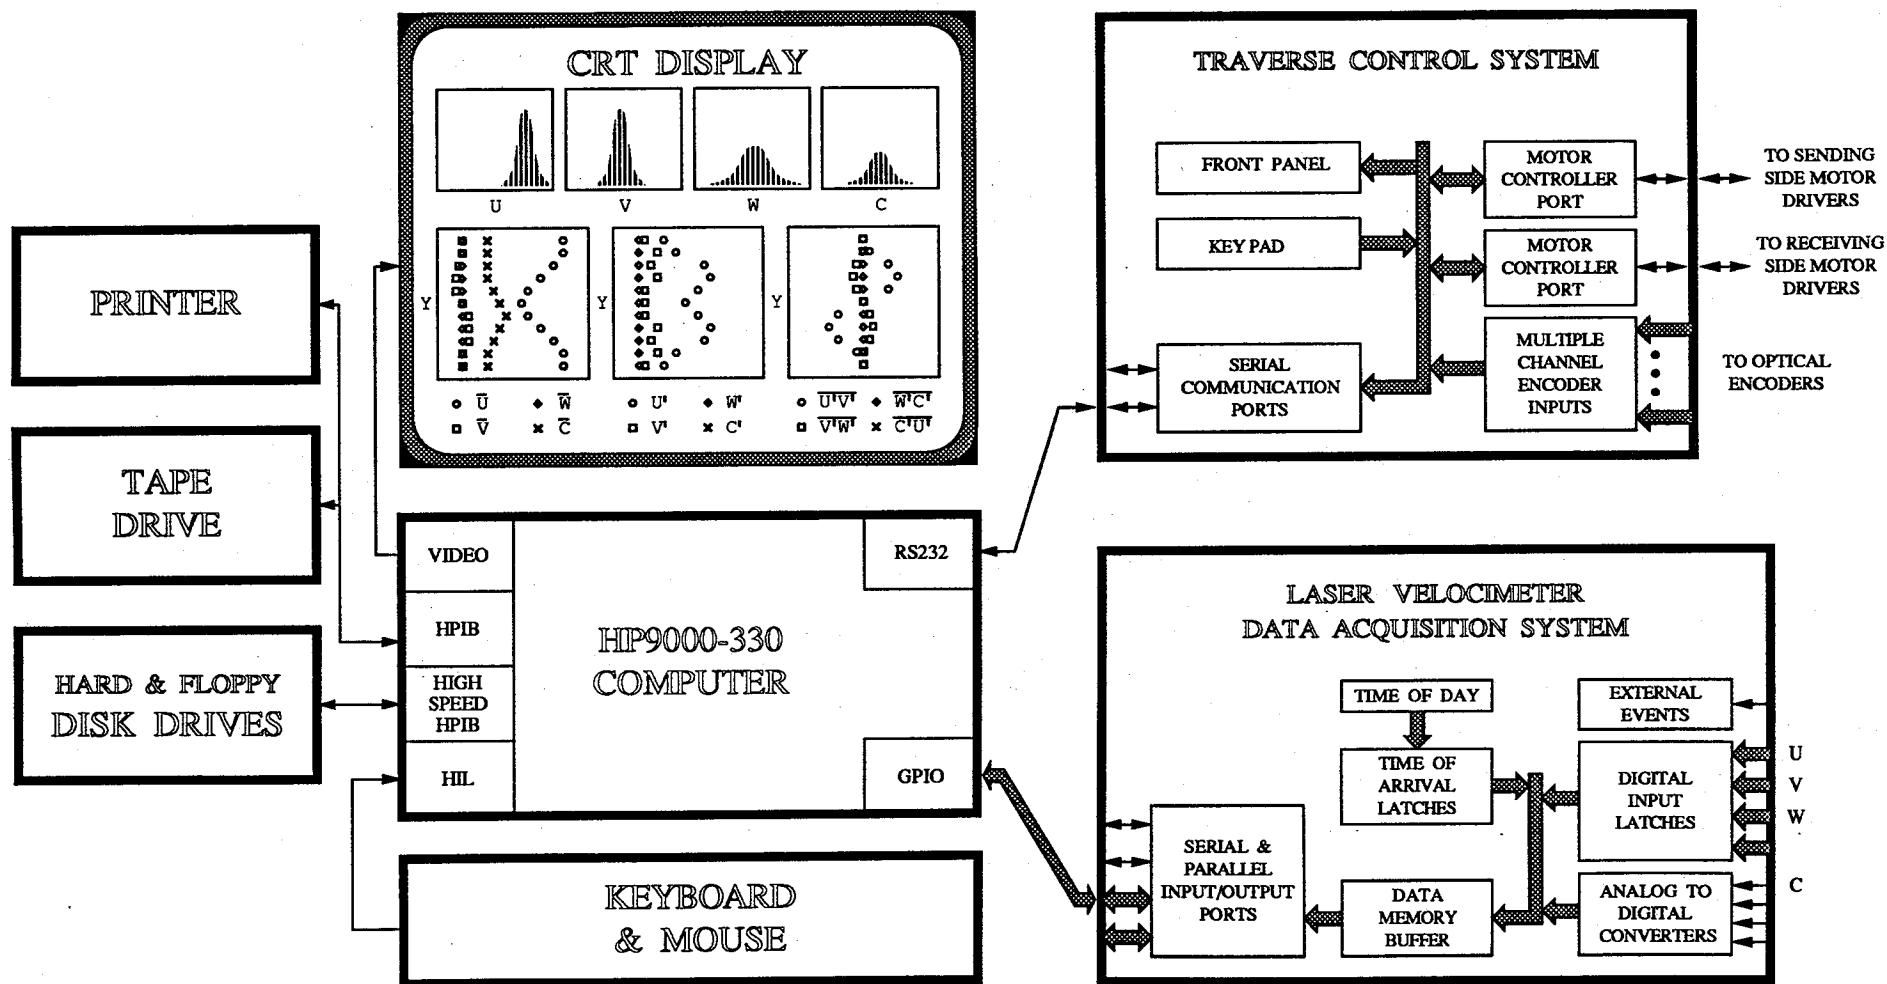 CRT DISPLAY
U V W C
Y Y Y
○ U̅ ◆ W̅ ○ U' ◆ W' ○ U̅'̅V̅'̅ ◆ W̅'̅C̅'̅
□ V̅ × C̅ □ V' × C' □ V̅'̅W̅'̅ × C̅'̅U̅'̅
PRINTER
TAPE
DRIVE
HARD & FLOPPY
DISK DRIVES
VIDEO
HPIB
HIGH
SPEED
HPIB
HIL
HP9000-330
COMPUTER
RS232
GPIO
KEYBOARD
& MOUSE
TRAVERSE CONTROL SYSTEM
FRONT PANEL
KEY PAD
SERIAL
COMMUNICATION
PORTS
MOTOR
CONTROLLER
PORT
MOTOR
CONTROLLER
PORT
MULTIPLE
CHANNEL
ENCODER
INPUTS
TO SENDING
SIDE MOTOR
DRIVERS
TO RECEIVING
SIDE MOTOR
DRIVERS
TO OPTICAL
ENCODERS
LASER VELOCIMETER
DATA ACQUISITION SYSTEM
TIME OF DAY
TIME OF
ARRIVAL
LATCHES
SERIAL &
PARALLEL
INPUT/OUTPUT
PORTS
DATA
MEMORY
BUFFER
EXTERNAL
EVENTS
DIGITAL
INPUT
LATCHES
ANALOG TO
DIGITAL
CONVERTERS
U
V
W
C